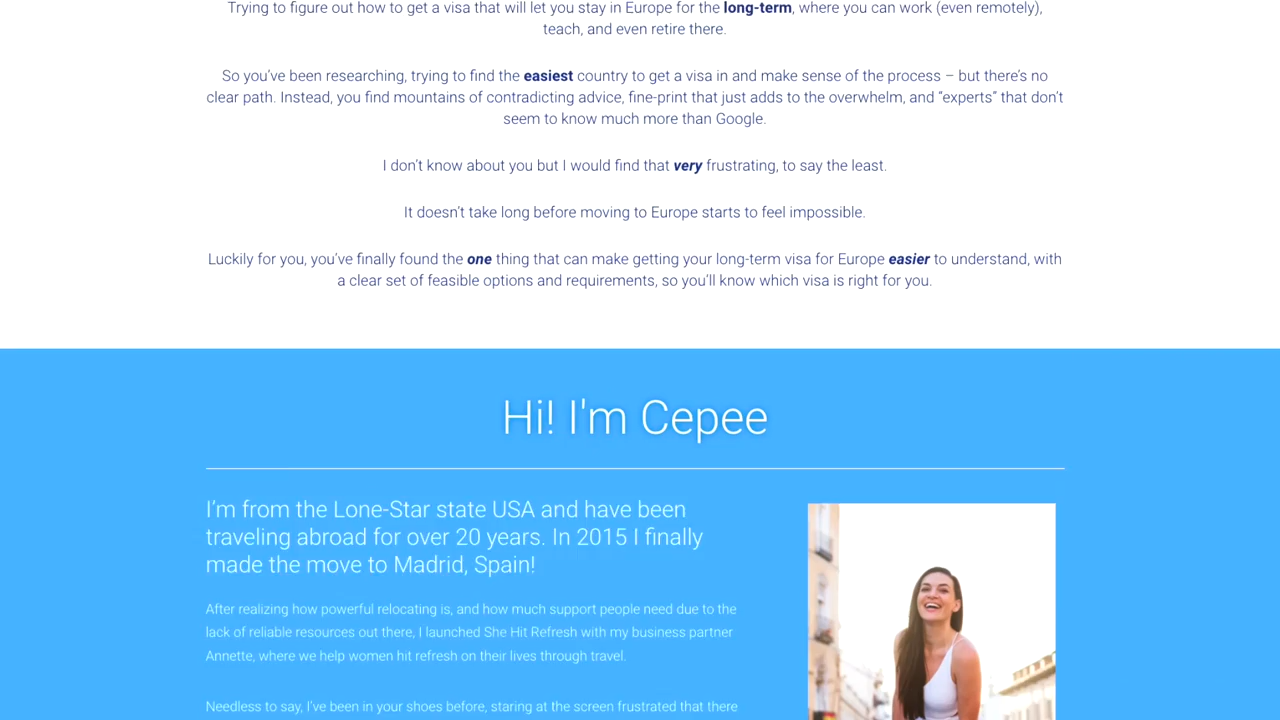 Trying to figure out how to get a visa that will let you stay in Europe for the long-term, where you can work (even remotely),
teach, and even retire there.
So you’ve been researching, trying to find the easiest country to get a visa in and make sense of the process – but there’s no
clear path. Instead, you find mountains of contradicting advice, fine-print that just adds to the overwhelm, and “experts” that don’t
seem to know much more than Google.
I don’t know about you but I would find that very frustrating, to say the least.
It doesn’t take long before moving to Europe starts to feel impossible.
Luckily for you, you’ve finally found the one thing that can make getting your long-term visa for Europe easier to understand, with
a clear set of feasible options and requirements, so you’ll know which visa is right for you.
Hi! I'm Cepee
I’m from the Lone-Star state USA and have been
traveling abroad for over 20 years. In 2015 I finally
made the move to Madrid, Spain!
After realizing how powerful relocating is, and how much support people need due to the
lack of reliable resources out there, I launched She Hit Refresh with my business partner
Annette, where we help women hit refresh on their lives through travel.
Needless to say, I’ve been in your shoes before, staring at the screen frustrated that there